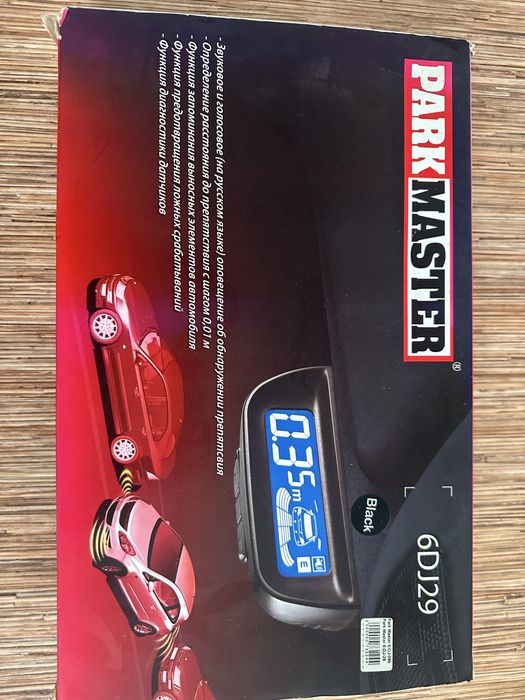 PARK MASTER®
6DJ29
Black
- Звуковое и голосовое (на русском языке) оповещение об обнаружении препятсвия
- Определение расстояния до препятствия с шагом 0,01 м
- Функция запоминания выносных элементов автомобиля
- Функция предотвращения ложных срабатываний
- Функция диагностики датчиков
0.35m
E